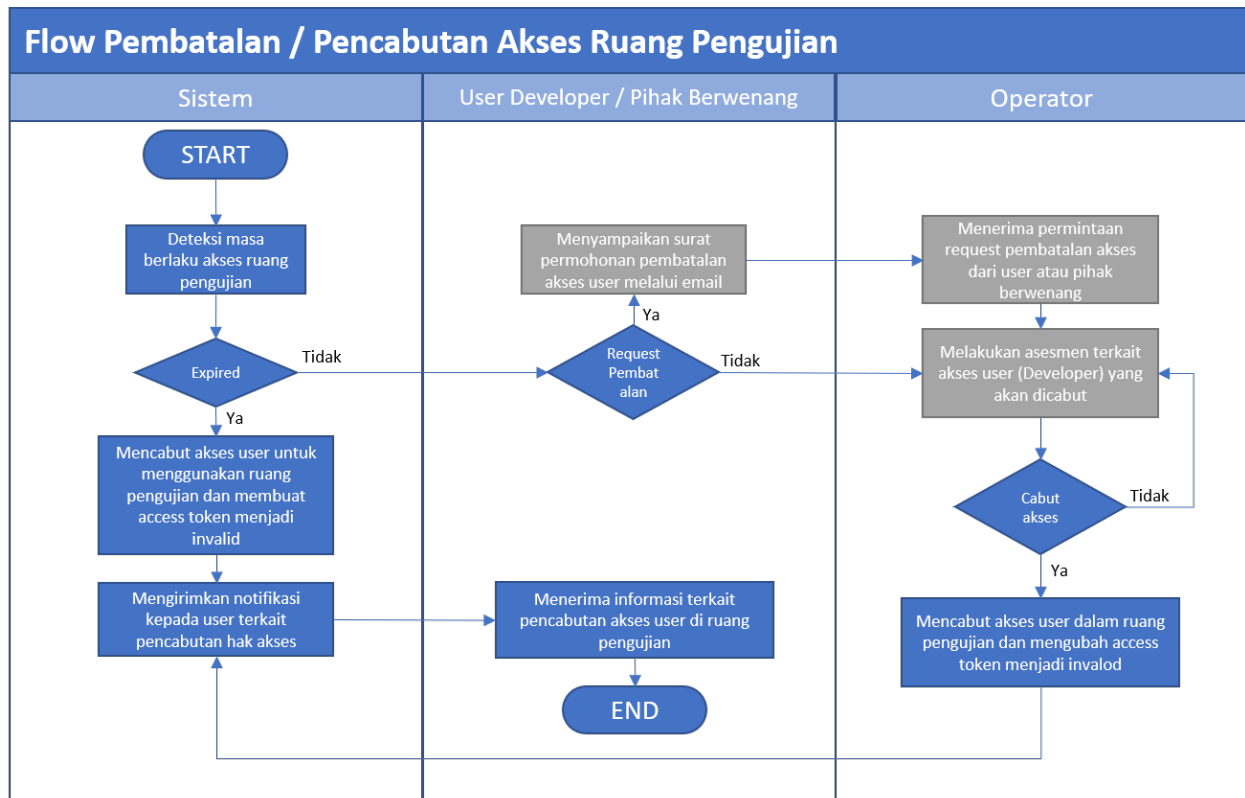 Flow Pembatalan / Pencabutan Akses Ruang Pengujian
Sistem
User Developer / Pihak Berwenang
Operator
START
Deteksi masa
berlaku akses ruang
pengujian
Menyampaikan surat
permohonan pembatalan
akses user melalui email
Menerima permintaan
request pembatalan akses
dari user atau pihak
berwenang
Expired
Tidak
Ya
Ya
Request
Pembat
alan
Tidak
Melakukan asesmen terkait
akses user (Developer) yang
akan dicabut
Mencabut akses user untuk
menggunakan ruang
pengujian dan membuat
access token menjadi
invalid
Cabut
akses
Tidak
Ya
Mengirimkan notifikasi
kepada user terkait
pencabutan hak akses
Menerima informasi terkait
pencabutan akses user di ruang
pengujian
Mencabut akses user dalam ruang
pengujian dan mengubah access
token menjadi invalod
END